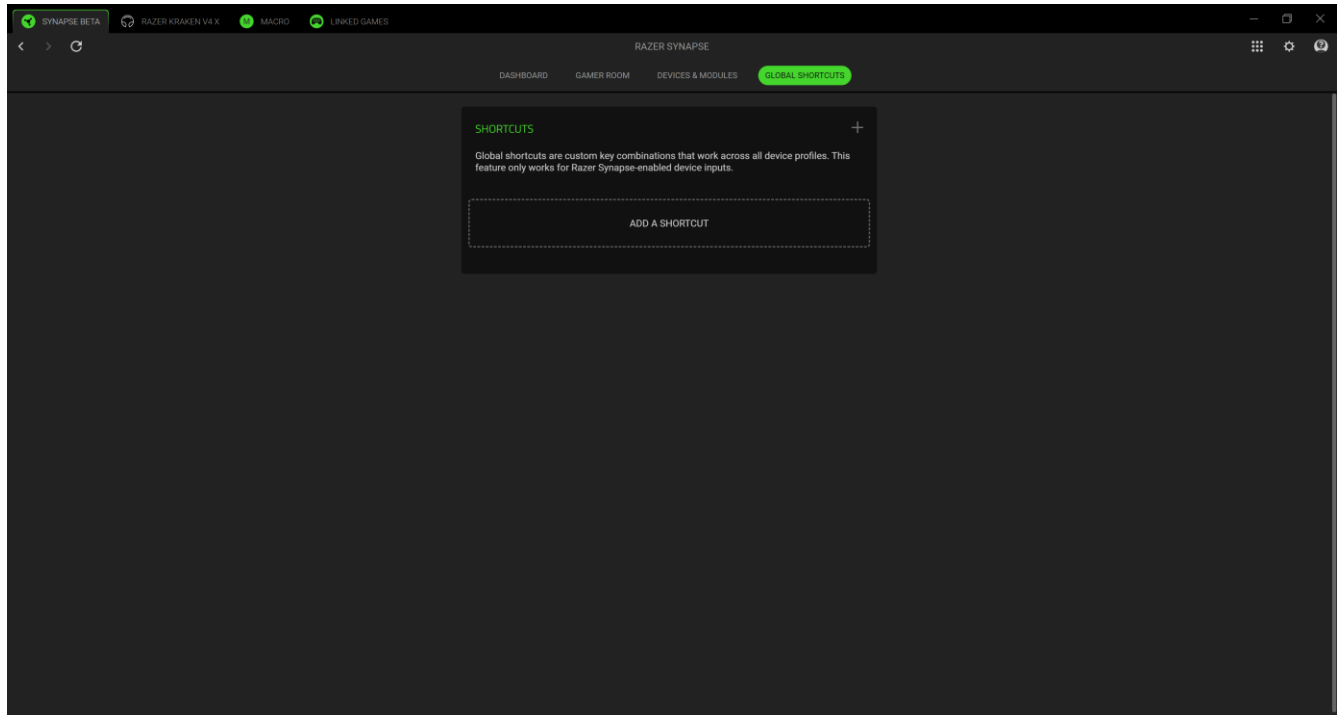 SYNAPSE BETA RAZER KRAKEN V4 X M MACRO LINKED GAMES
RAZER SYNAPSE
DASHBOARD GAMER ROOM DEVICES & MODULES GLOBAL SHORTCUTS
SHORTCUTS
Global shortcuts are custom key combinations that work across all device profiles. This
feature only works for Razer Synapse-enabled device inputs.
ADD A SHORTCUT